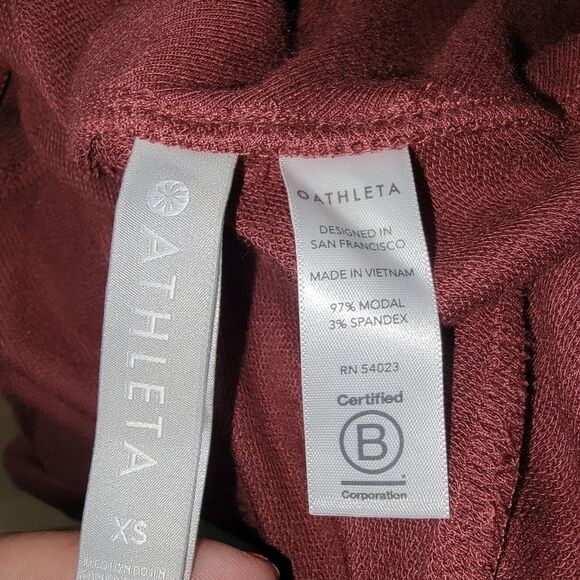 ATHLETA
XS
ATHLETA
DESIGNED IN
SAN FRANCISCO
MADE IN VIETNAM
97% MODAL
3% SPANDEX
RN 54023
Certified
B
Corporation